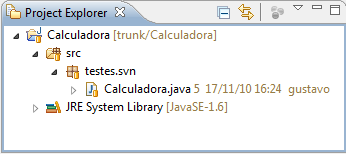 Project Explorer
Calculadora [trunk/Calculadora]
src
testes.svn
Calculadora.java 5 17/11/10 16:24 gustavo
JRE System Library [JavaSE-1.6]